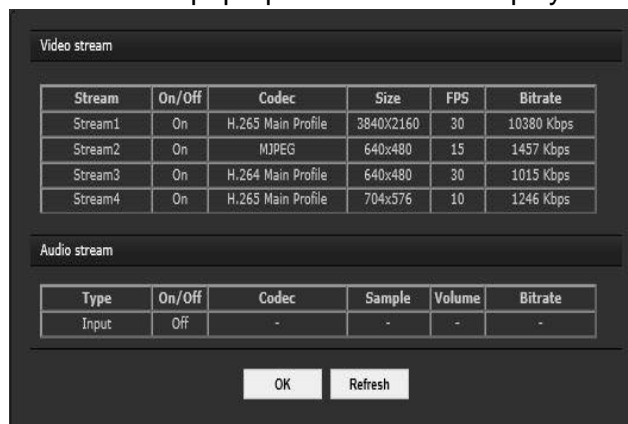 Video stream
Stream On/Off Codec Size FPS Bitrate
Stream1 On H.265 Main Profile 3840X2160 30 10380 Kbps
Stream2 On MJPEG 640x480 15 1457 Kbps
Stream3 On H.264 Main Profile 640x480 30 1015 Kbps
Stream4 On H.265 Main Profile 704x576 10 1246 Kbps
Audio stream
Type On/Off Codec Sample Volume Bitrate
Input Off - - - -
OK Refresh